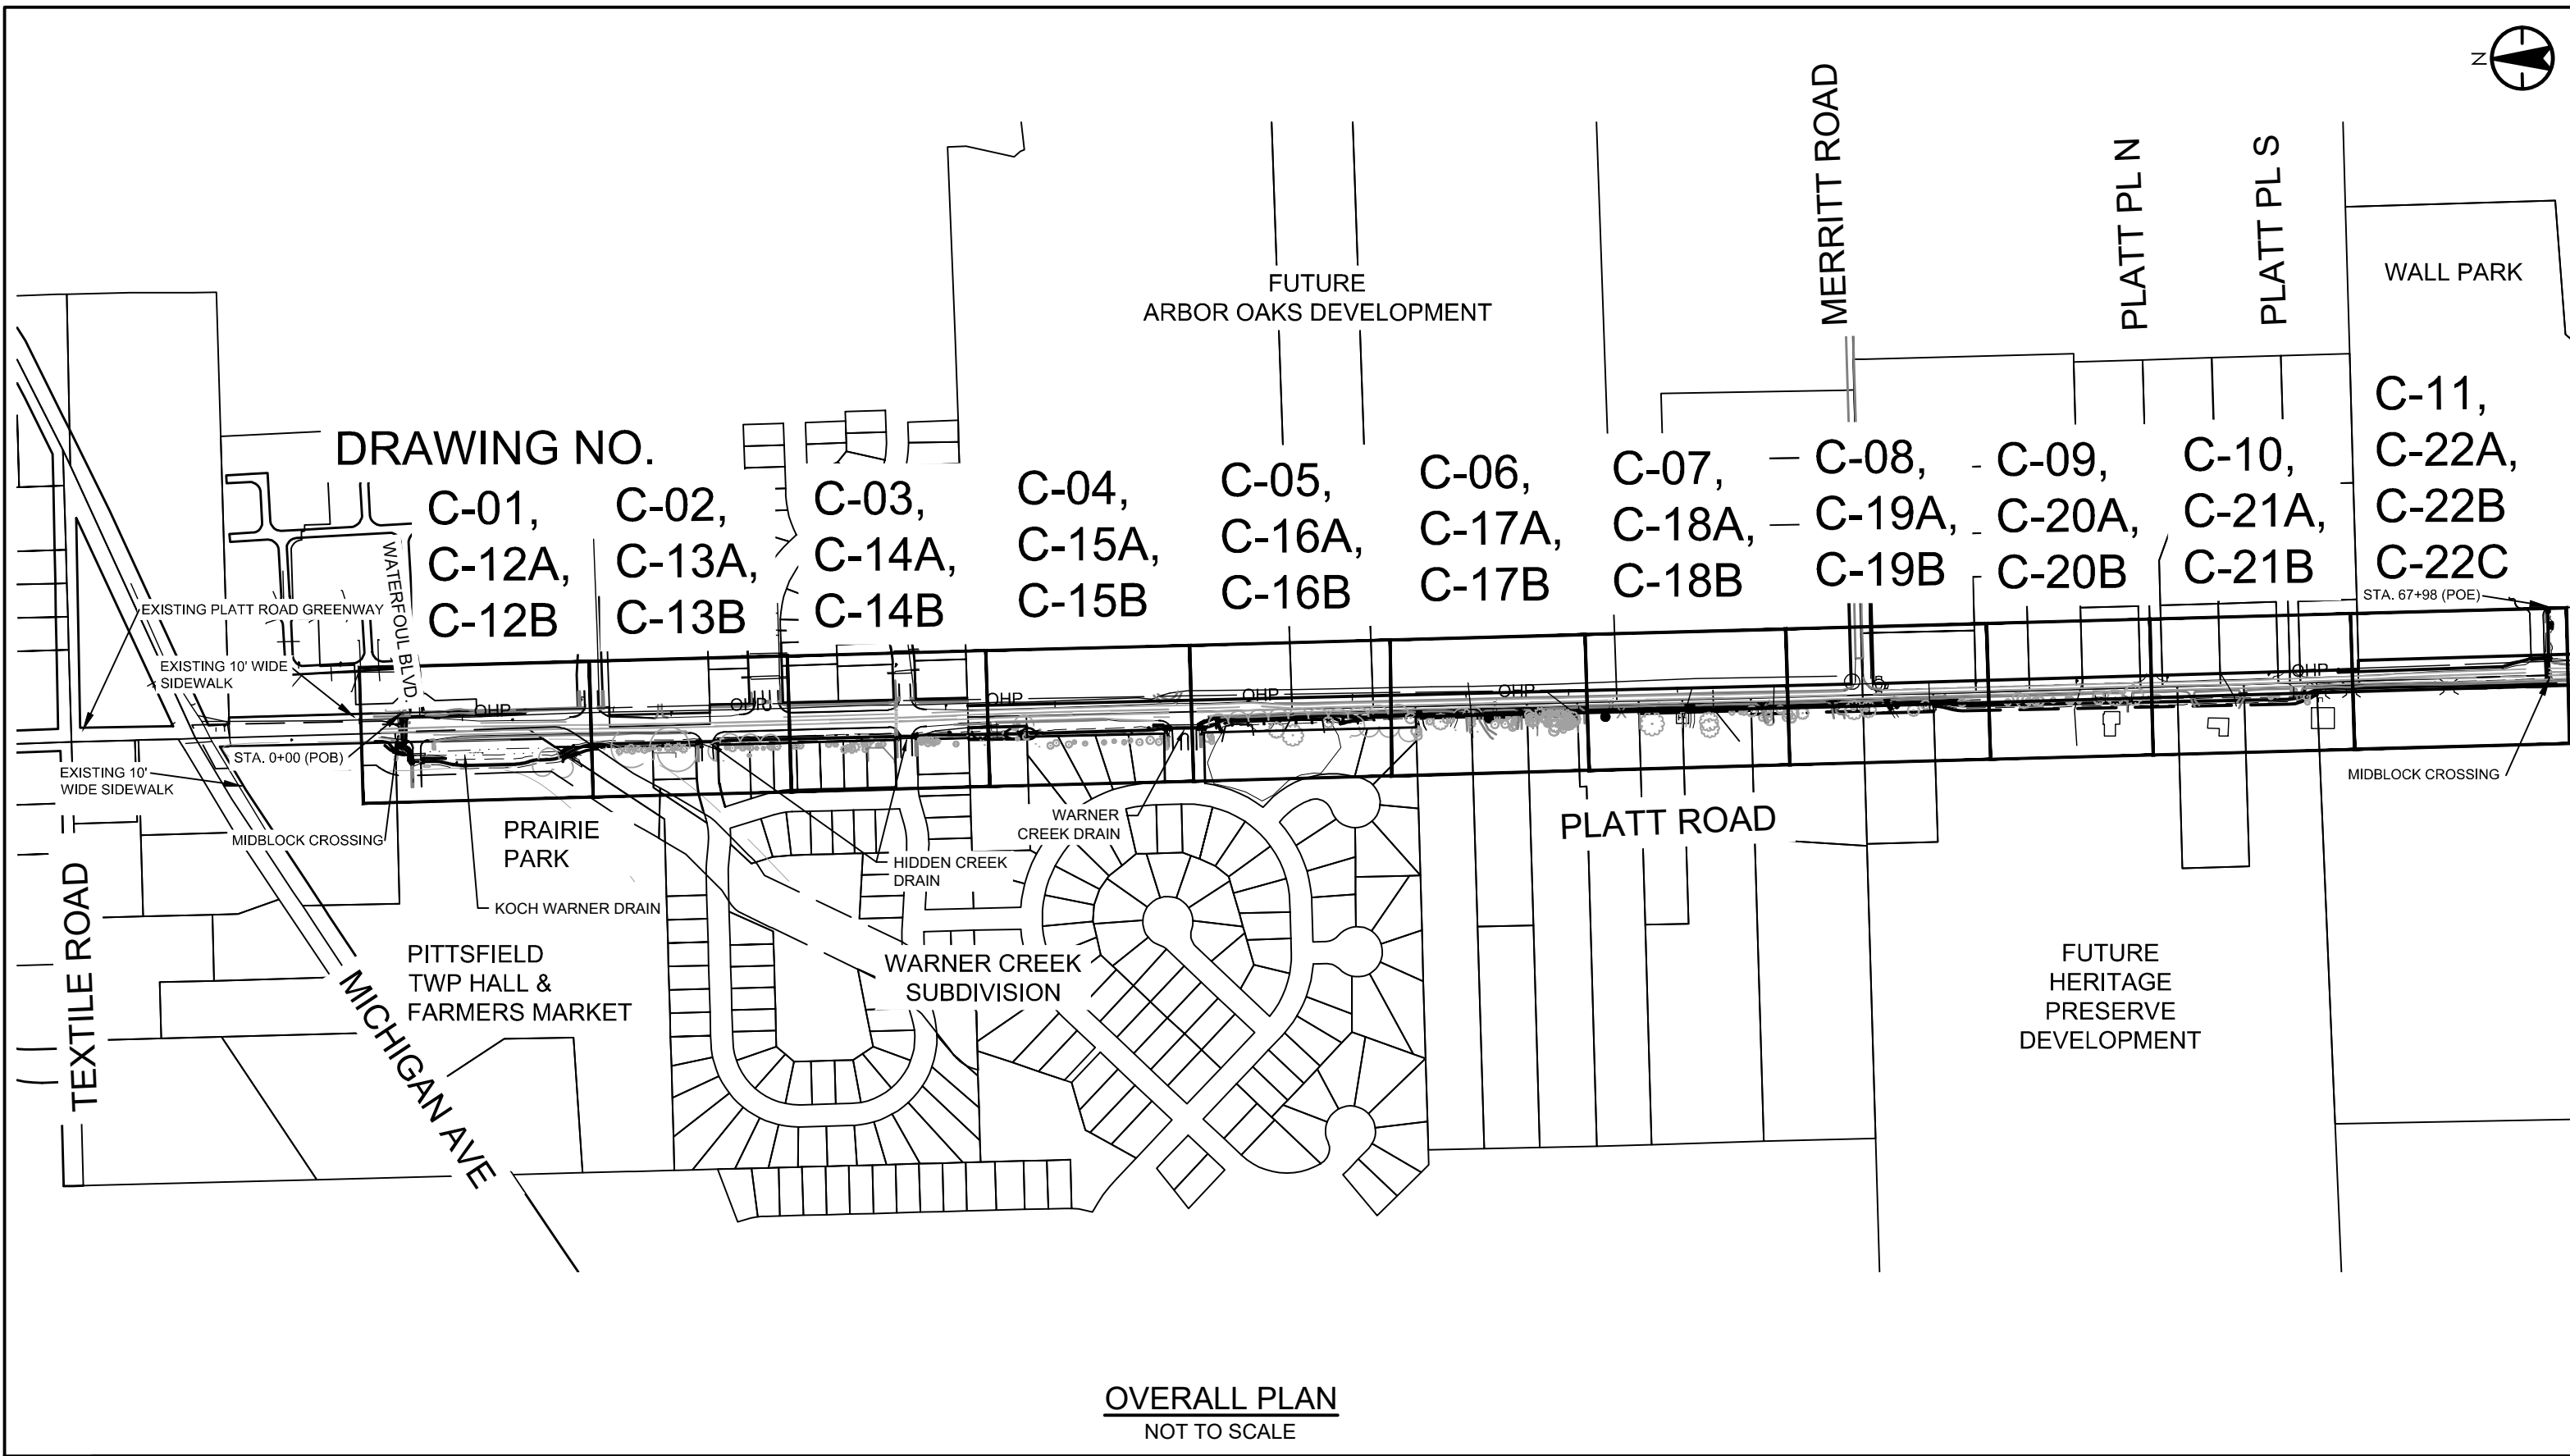 N
MERRITT ROAD
PLATT PL N
PLATT PL S
WALL PARK
FUTURE
ARBOR OAKS DEVELOPMENT
DRAWING NO.
C-01,
C-12A,
C-12B
C-02,
C-13A,
C-13B
C-03,
C-14A,
C-14B
C-04,
C-15A,
C-15B
C-05,
C-16A,
C-16B
C-06,
C-17A,
C-17B
C-07,
C-18A,
C-18B
C-08,
C-19A,
C-19B
C-09,
C-20A,
C-20B
C-10,
C-21A,
C-21B
C-11,
C-22A,
C-22B
C-22C
STA. 67+98 (POE)
WATERFOUL BLVD.
EXISTING PLATT ROAD GREENWAY
EXISTING 10' WIDE
SIDEWALK
OHP
OHP
OHP
OHP
OHP
OHP
STA. 0+00 (POB)
EXISTING 10'
WIDE SIDEWALK
MIDBLOCK CROSSING
MIDBLOCK CROSSING
PRAIRIE
PARK
WARNER
CREEK DRAIN
PLATT ROAD
HIDDEN CREEK
DRAIN
KOCH WARNER DRAIN
TEXTILE ROAD
MICHIGAN AVE
PITTSFIELD
TWP HALL &
FARMERS MARKET
WARNER CREEK
SUBDIVISION
FUTURE
HERITAGE
PRESERVE
DEVELOPMENT
OVERALL PLAN
NOT TO SCALE